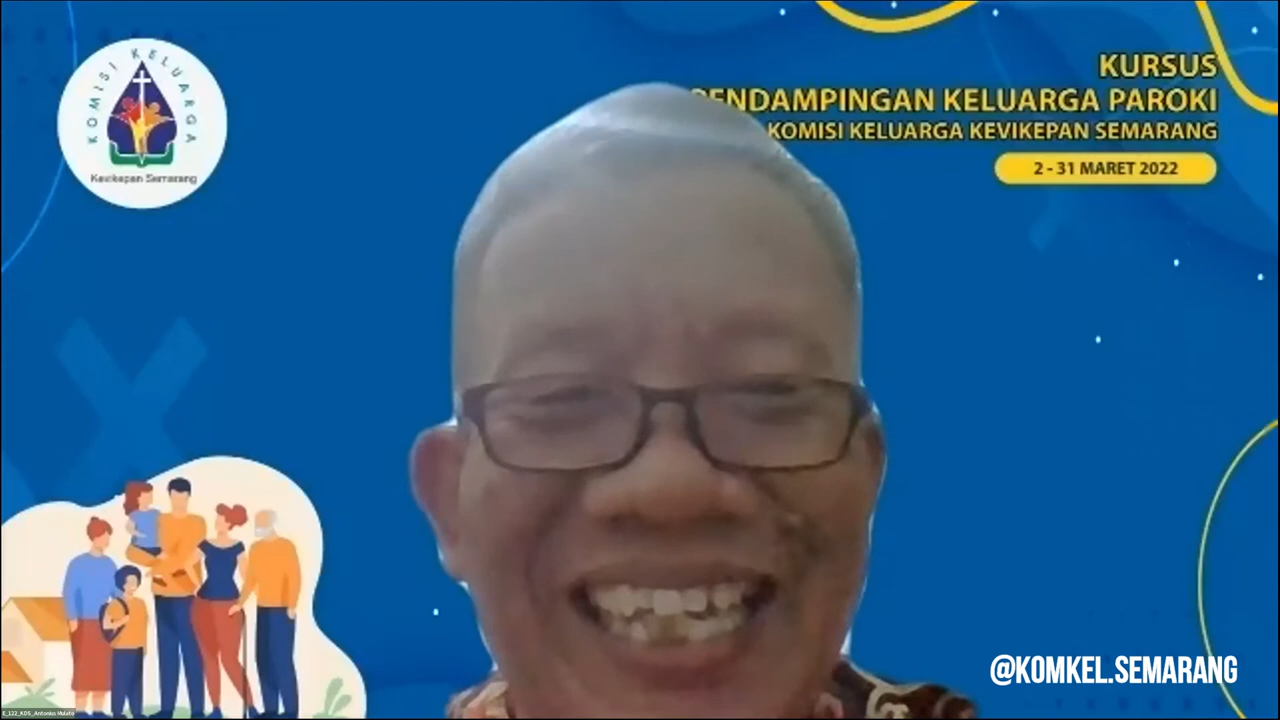 KOMISI KELUARGA
Kevikepan Semarang
KURSUS
PENDAMPINGAN KELUARGA PAROKI
KOMISI KELUARGA KEVIKEPAN SEMARANG
2 - 31 MARET 2022
@KOMKEL.SEMARANG